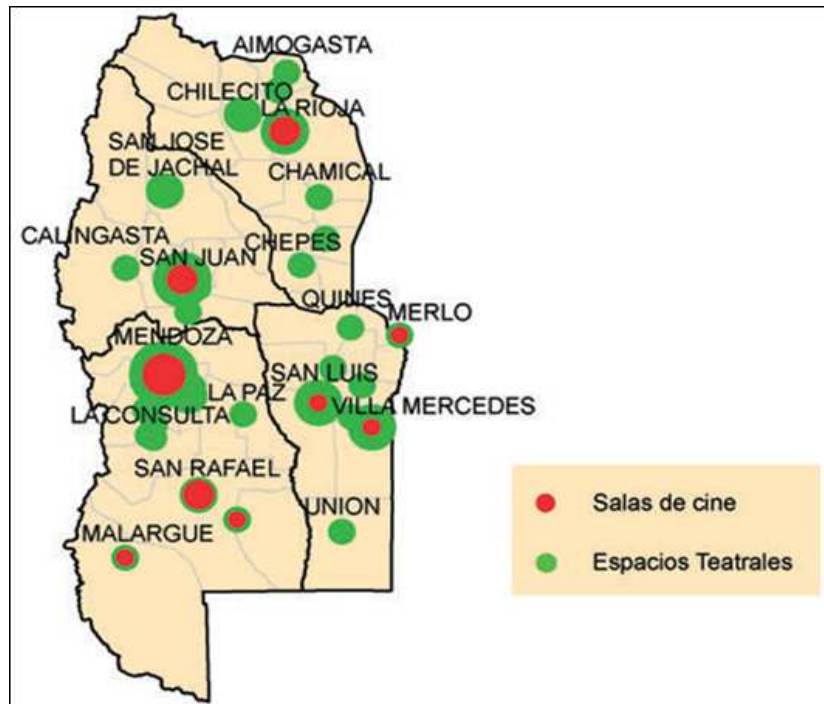 AIMOGASTA
CHILECITO
LA RIOJA
SAN JOSE
DE JACHAL
CHAMICAL
CALINGASTA
SAN JUAN
CHEPES
QUINES
MERLO
MENDOZA
SAN LUIS
LA PAZ
VILLA MERCEDES
LA CONSULTA
SAN RAFAEL
UNION
MALARGUE
Salas de cine
Espacios Teatrales